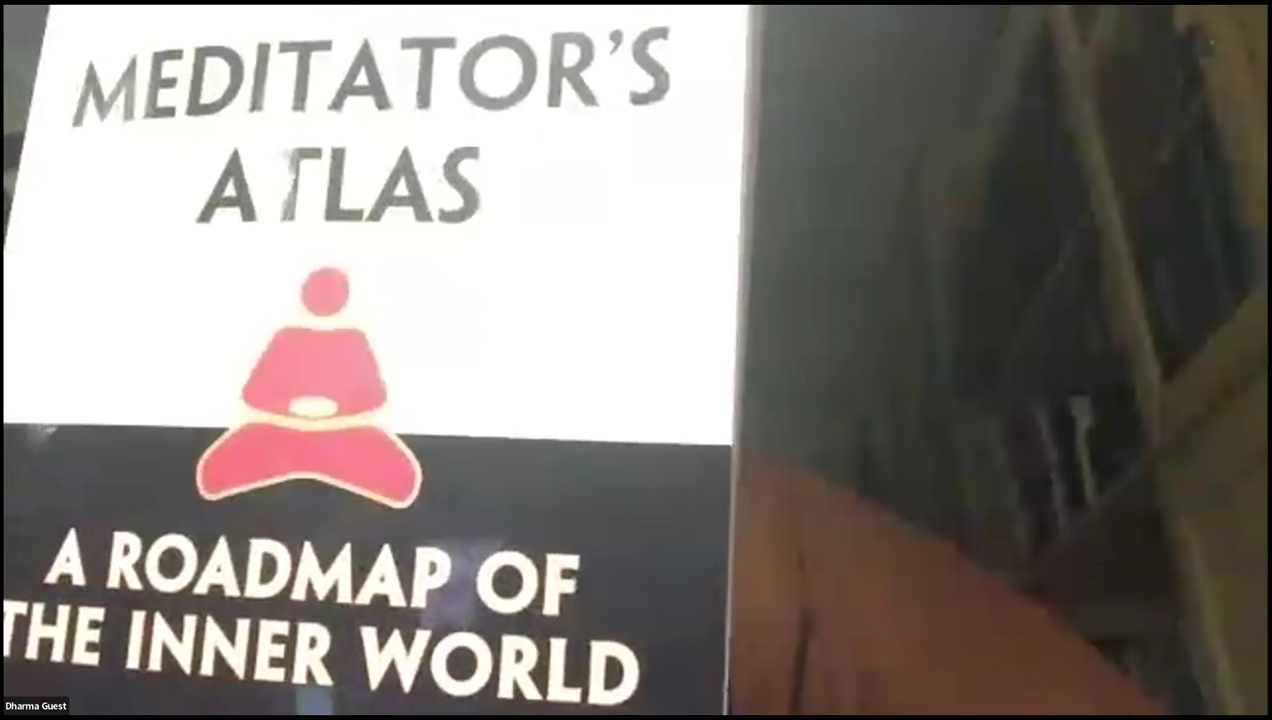 MEDITATOR'S
ATLAS
A ROADMAP OF
THE INNER WORLD
Dharma Guest